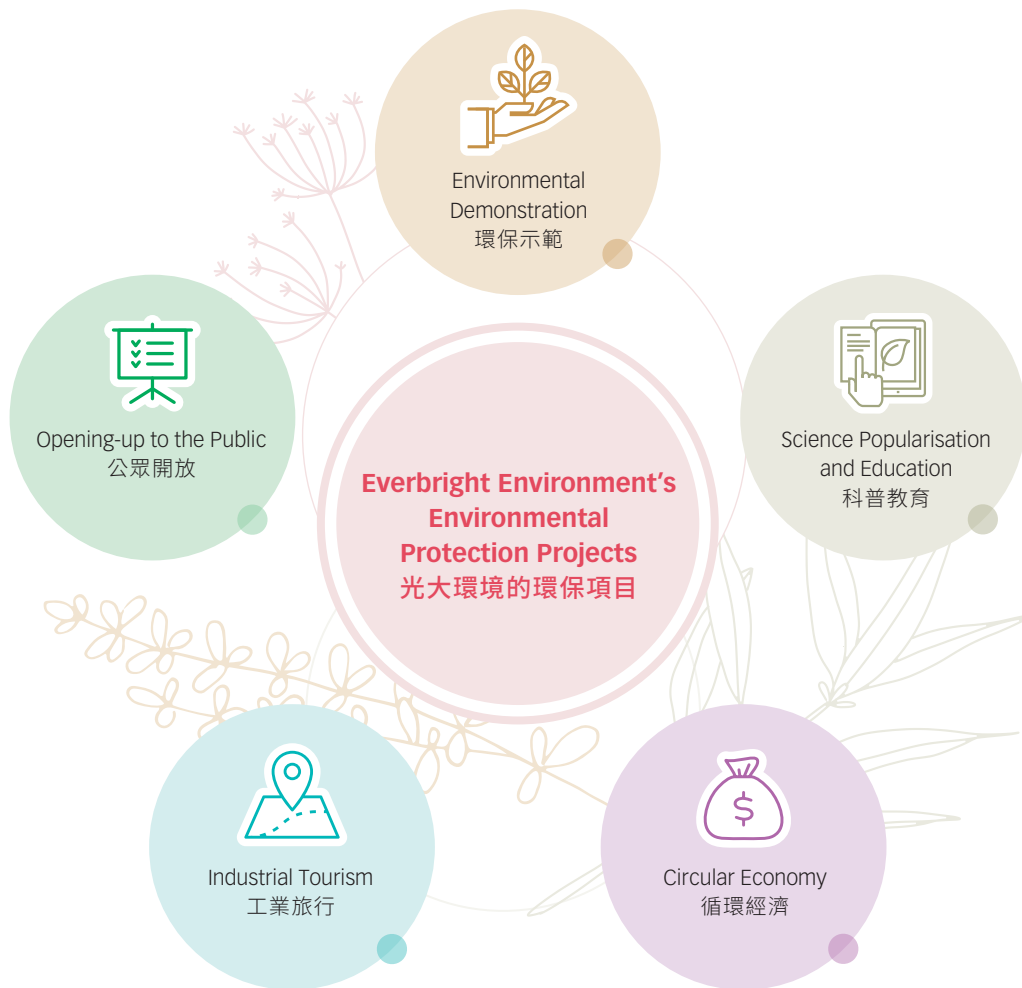 Environmental
Demonstration
環保示範
Opening-up to the Public
公眾開放
Science Popularisation
and Education
科普教育
Everbright Environment's
Environmental
Protection Projects
光大環境的環保項目
Industrial Tourism
工業旅行
$
Circular Economy
循環經濟